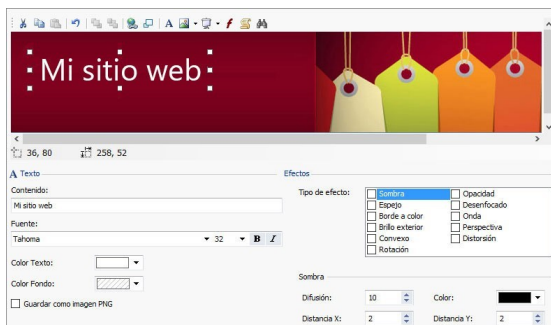 Mi sitio web
36, 80 258, 52
A Texto
Contenido:
Mi sitio web
Fuente:
Tahoma 32 B I
Color Texto:
Color Fondo:
Guardar como imagen PNG
Efectos
Tipo de efecto:
Sombra Opacidad
Espejo Desenfocado
Borde a color Onda
Brillo exterior Perspectiva
Convexo Distorsión
Rotación
Sombra
Difusión: 10 Color:
Distancia X: 2 Distancia Y: 2